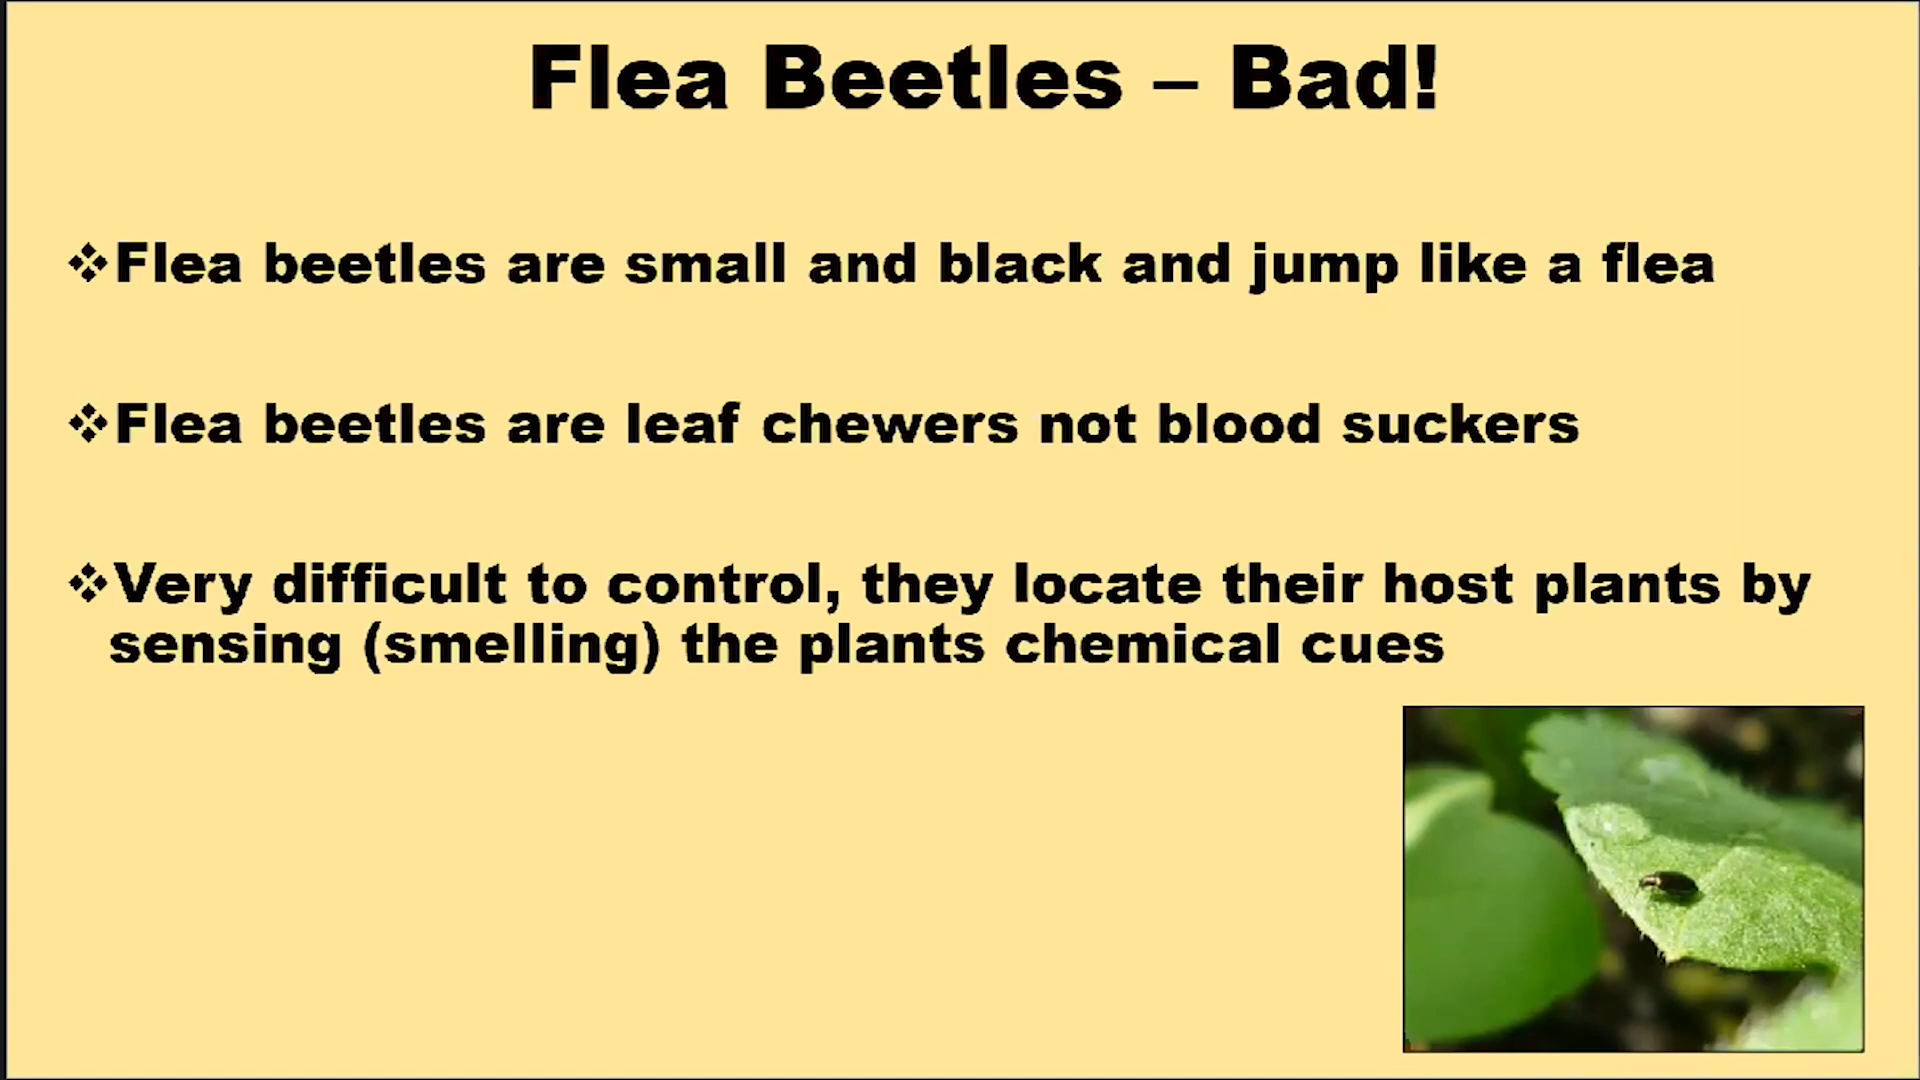 Flea Beetles – Bad!
❖Flea beetles are small and black and jump like a flea
❖Flea beetles are leaf chewers not blood suckers
❖Very difficult to control, they locate their host plants by
sensing (smelling) the plants chemical cues